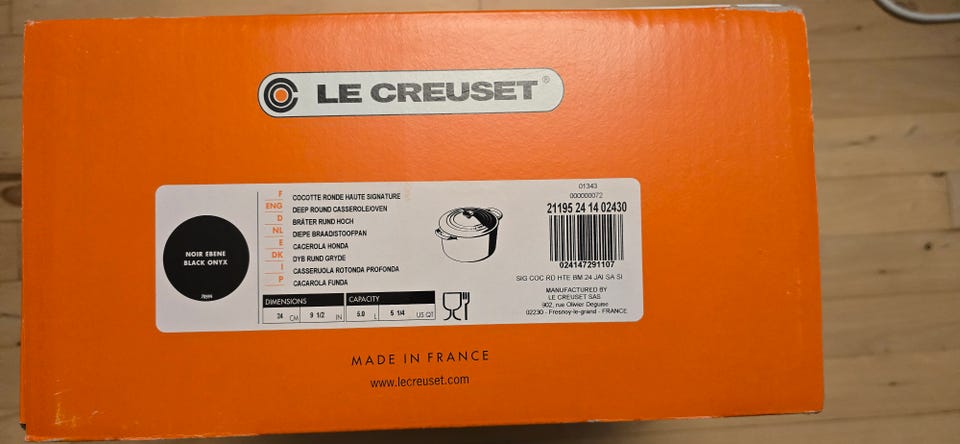 LE CREUSET®
NOIR EBENE
BLACK ONYX
F COCOTTE RONDE HAUTE SIGNATURE
ENG DEEP ROUND CASSEROLE/OVEN
D BRÄTER RUND HOCH
NL DIEPE BRAADSTOOFPAN
E CACEROLA HONDA
DK DYB RUND GRYDE
I CASSERUOLA ROTONDA PROFONDA
P CACAROLA FUNDA
DIMENSIONS CAPACITY
24 CM 9 1/2 IN 5.0 L 5 1/4 US QT
01343
000000072
21195 24 14 02430
024147291107
SIG COC RD HTE BM 24 JAI SA SI
MANUFACTURED BY
LE CREUSET SAS
902, rue Olivier Deguise
02230 - Fresnoy-le-grand - FRANCE
MADE IN FRANCE
www.lecreuset.com